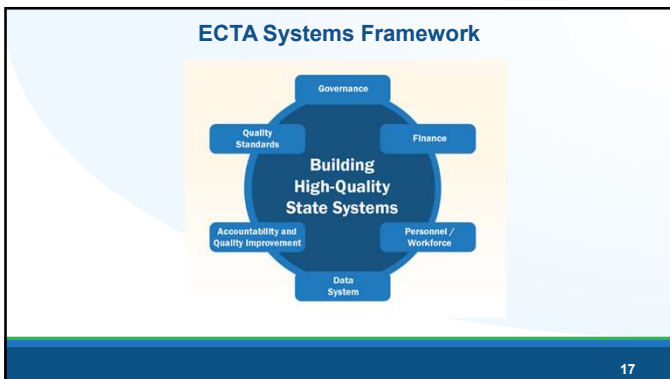 ECTA Systems Framework
Governance
Quality
Standards
Finance
Building
High-Quality
State Systems
Accountability and
Quality Improvement
Personnel /
Workforce
Data
System
17